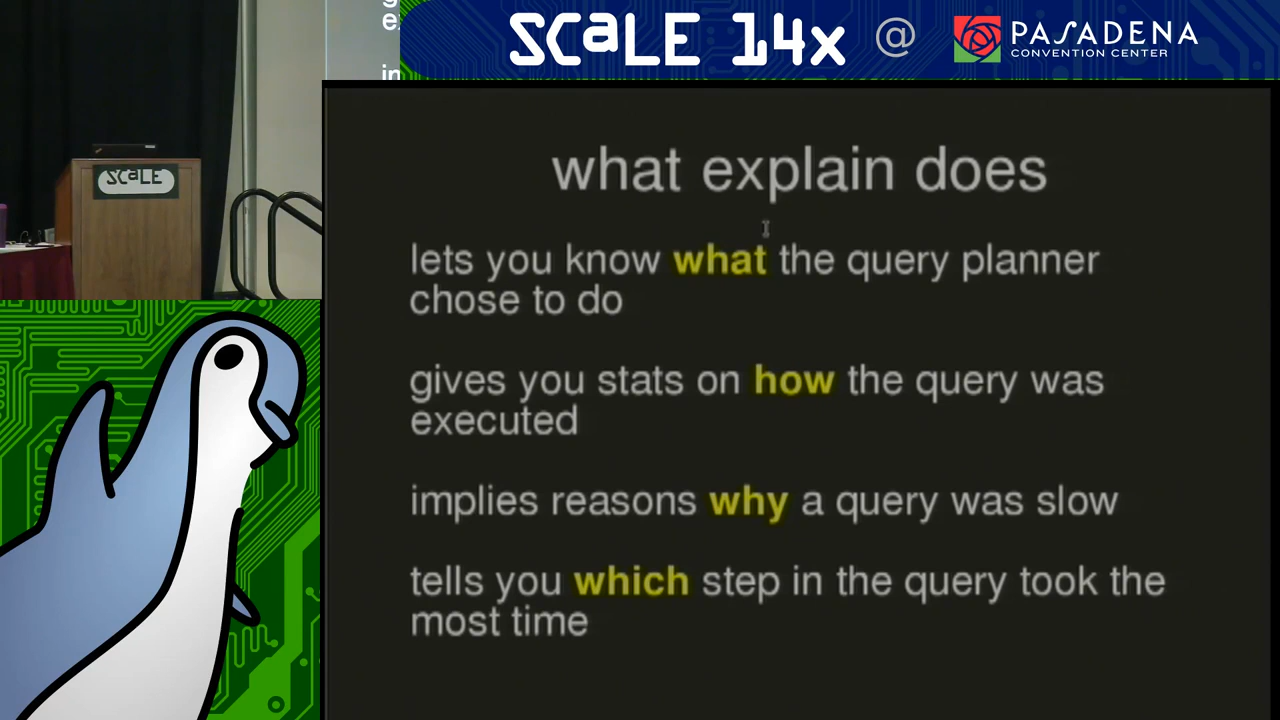 SCaLE 14x @ PASADENA
CONVENTION CENTER
SCaLE
what explain does
lets you know what the query planner
chose to do
gives you stats on how the query was
executed
implies reasons why a query was slow
tells you which step in the query took the
most time